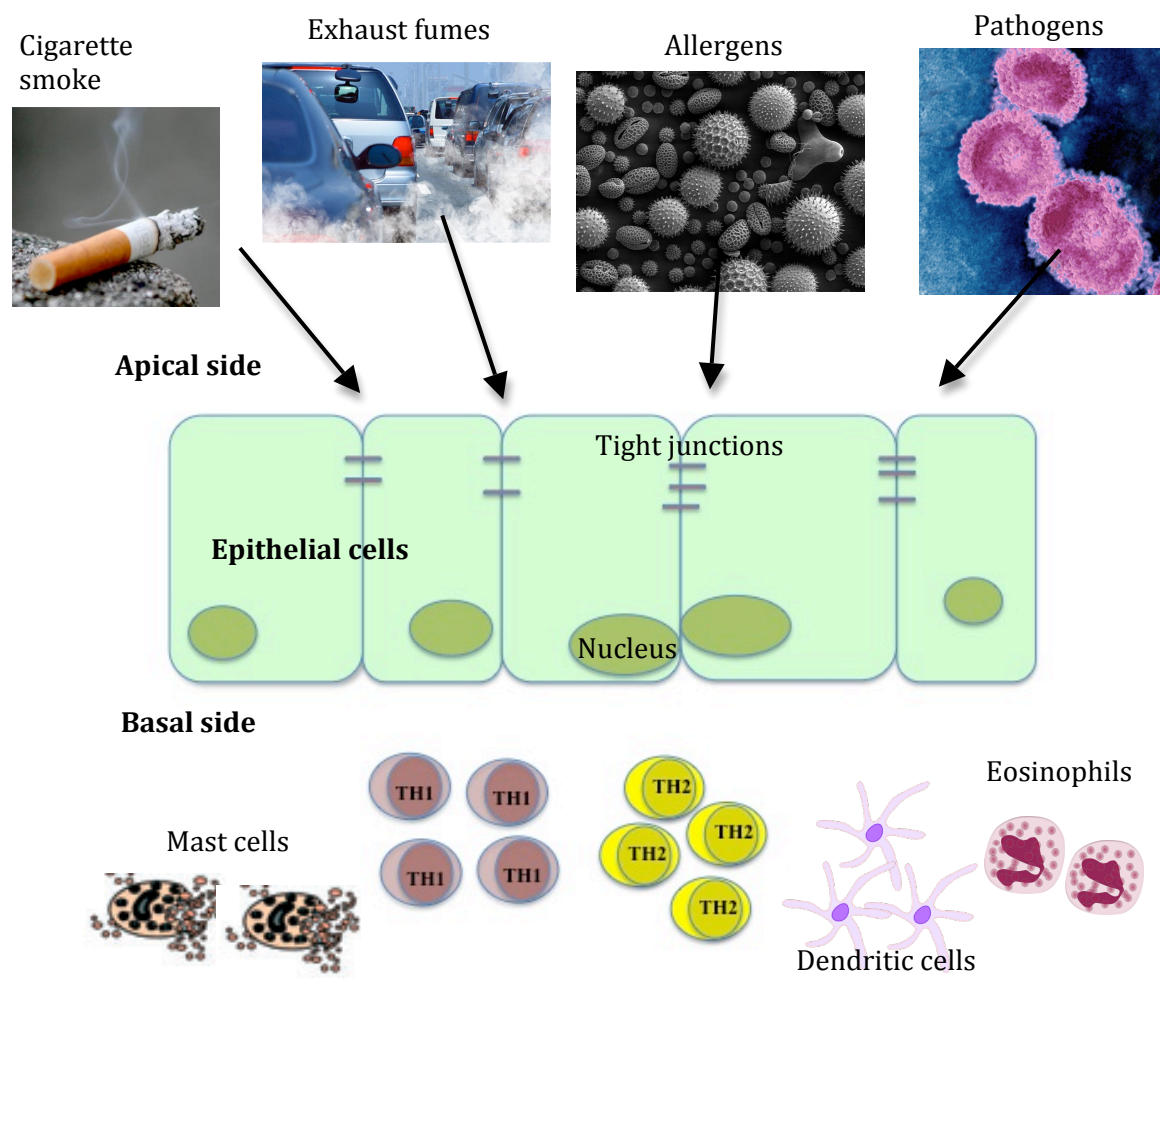 Cigarette
smoke
Exhaust fumes
Allergens
Pathogens
Apical side
Tight junctions
Epithelial cells
Nucleus
Basal side
TH1
TH1
TH1
TH1
TH2
TH2
TH2
TH2
Eosinophils
Mast cells
Dendritic cells